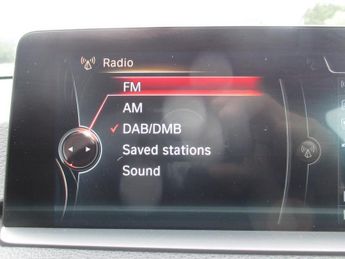 Radio
FM
AM
DAB/DMB
Saved stations
Sound